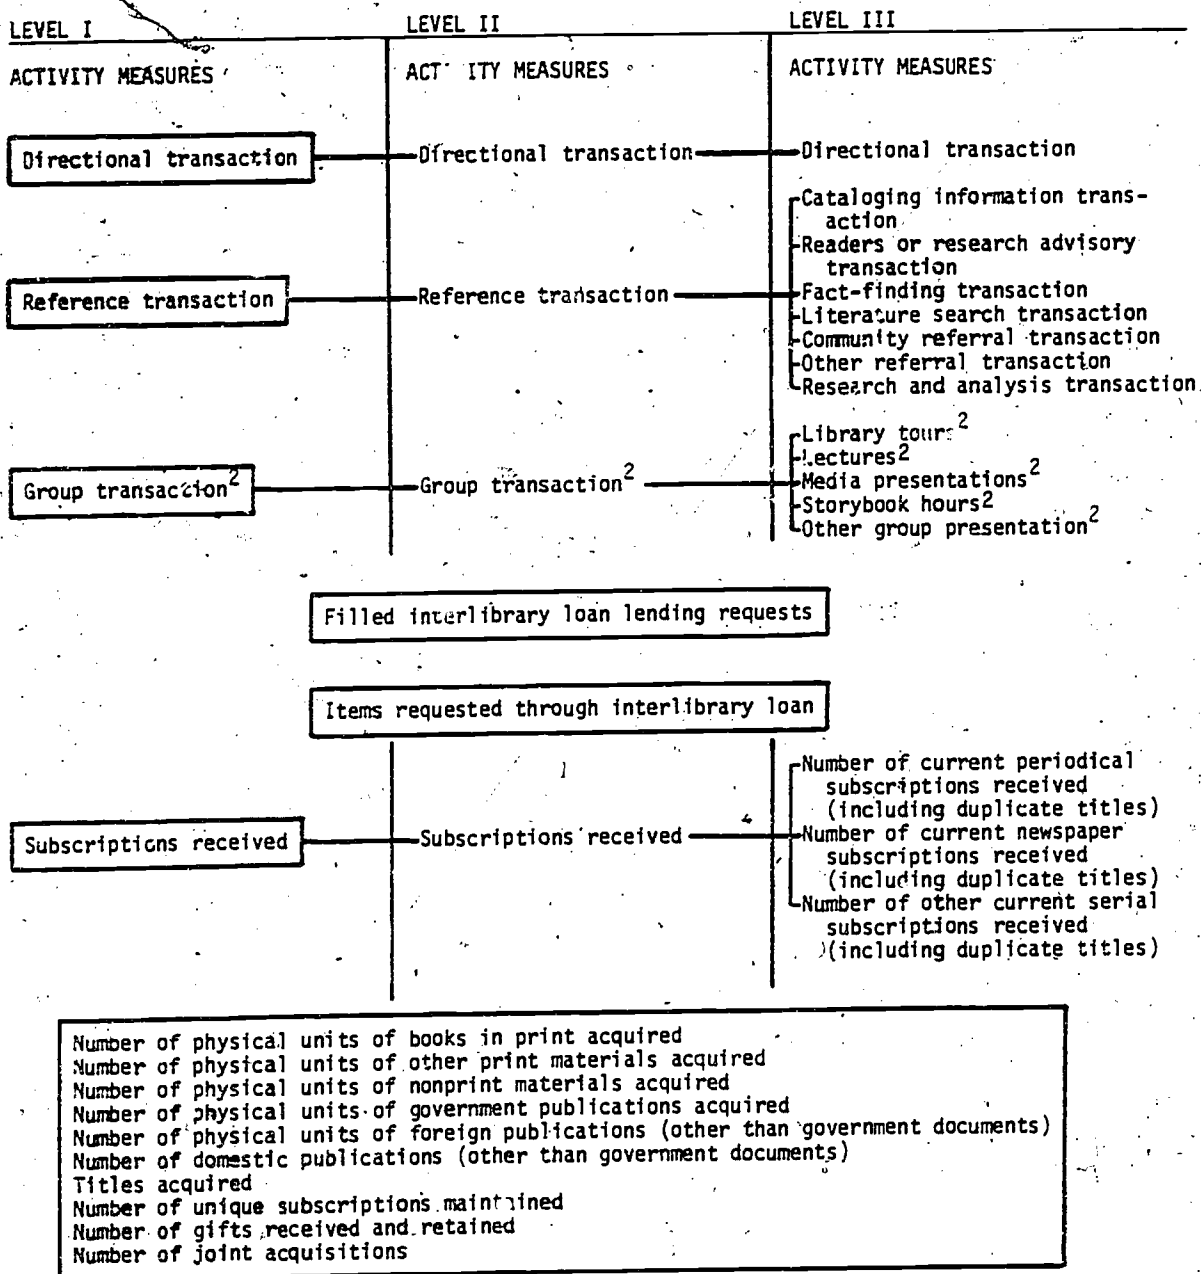 LEVEL I
LEVEL II
LEVEL III
ACTIVITY MEASURES
ACT ITY MEASURES
ACTIVITY MEASURES
Directional transaction
Directional transaction
Directional transaction
Cataloging information trans-
action
Readers or research advisory
transaction
Reference transaction
Reference transaction
Fact-finding transaction
Literature search transaction
Community referral transaction
Other referral transaction
Research and analysis transaction
Library tours2
Lectures2
Group transaction2
Group transaction2
Media presentations2
Storybook hours2
Other group presentation2
Filled interlibrary loan lending requests
Items requested through interlibrary loan
Number of current periodical
subscriptions received
(including duplicate titles)
Subscriptions received
Subscriptions received
Number of current newspaper
subscriptions received
(including duplicate titles)
Number of other current serial
subscriptions received
(including duplicate titles)
Number of physical units of books in print acquired
Number of physical units of other print materials acquired
Number of physical units of nonprint materials acquired
Number of physical units of government publications acquired
Number of physical units of foreign publications (other than government documents)
Number of domestic publications (other than government documents)
Titles acquired
Number of unique subscriptions maintained
Number of gifts received and retained
Number of joint acquisitions